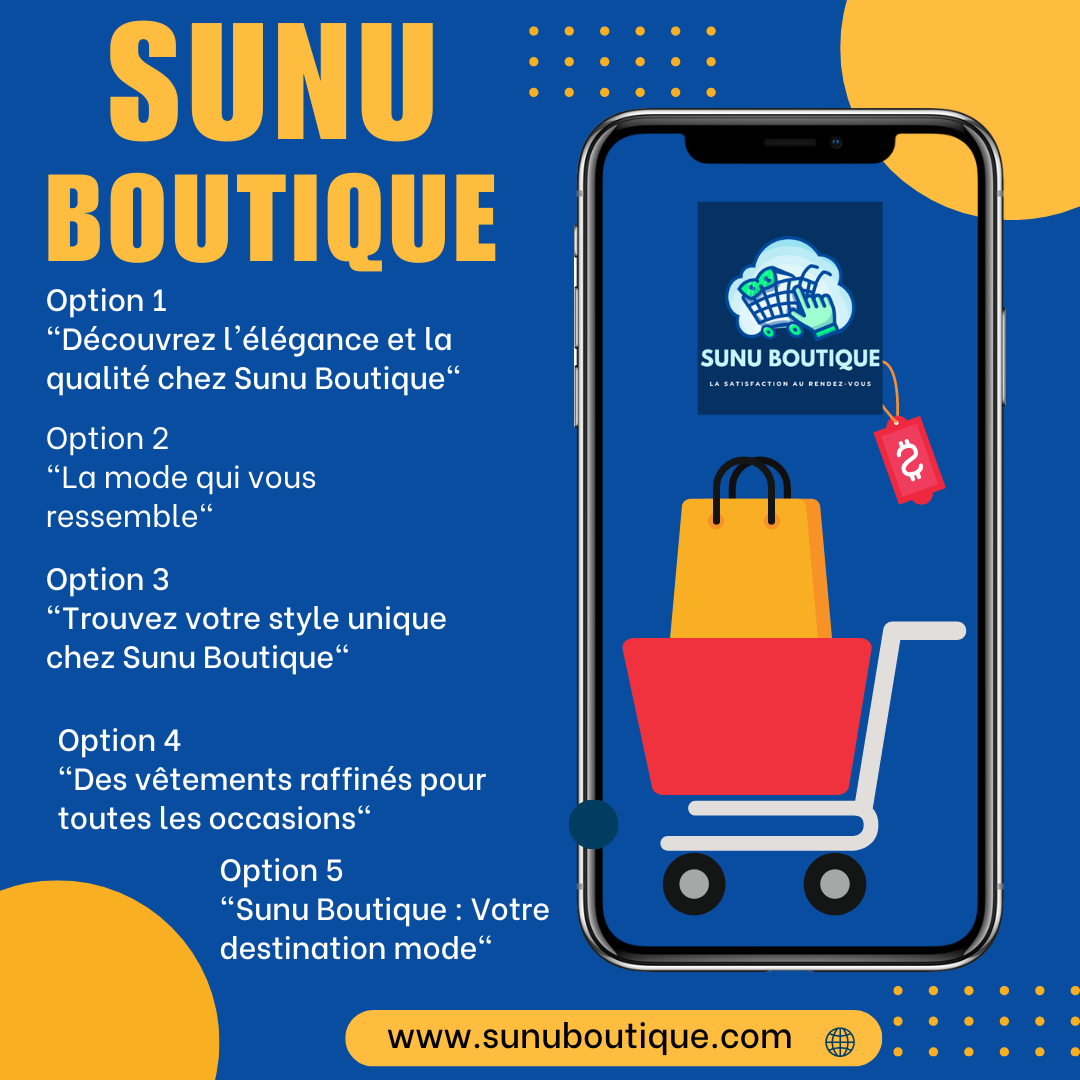 SUNU
BOUTIQUE
Option 1
“Découvrez l’élégance et la
qualité chez Sunu Boutique“
Option 2
“La mode qui vous
ressemble“
Option 3
“Trouvez votre style unique
chez Sunu Boutique“
Option 4
“Des vêtements raffinés pour
toutes les occasions“
Option 5
“Sunu Boutique : Votre
destination mode“
SUNU BOUTIQUE
LA SATISFACTION AU RENDEZ-VOUS
www.sunuboutique.com